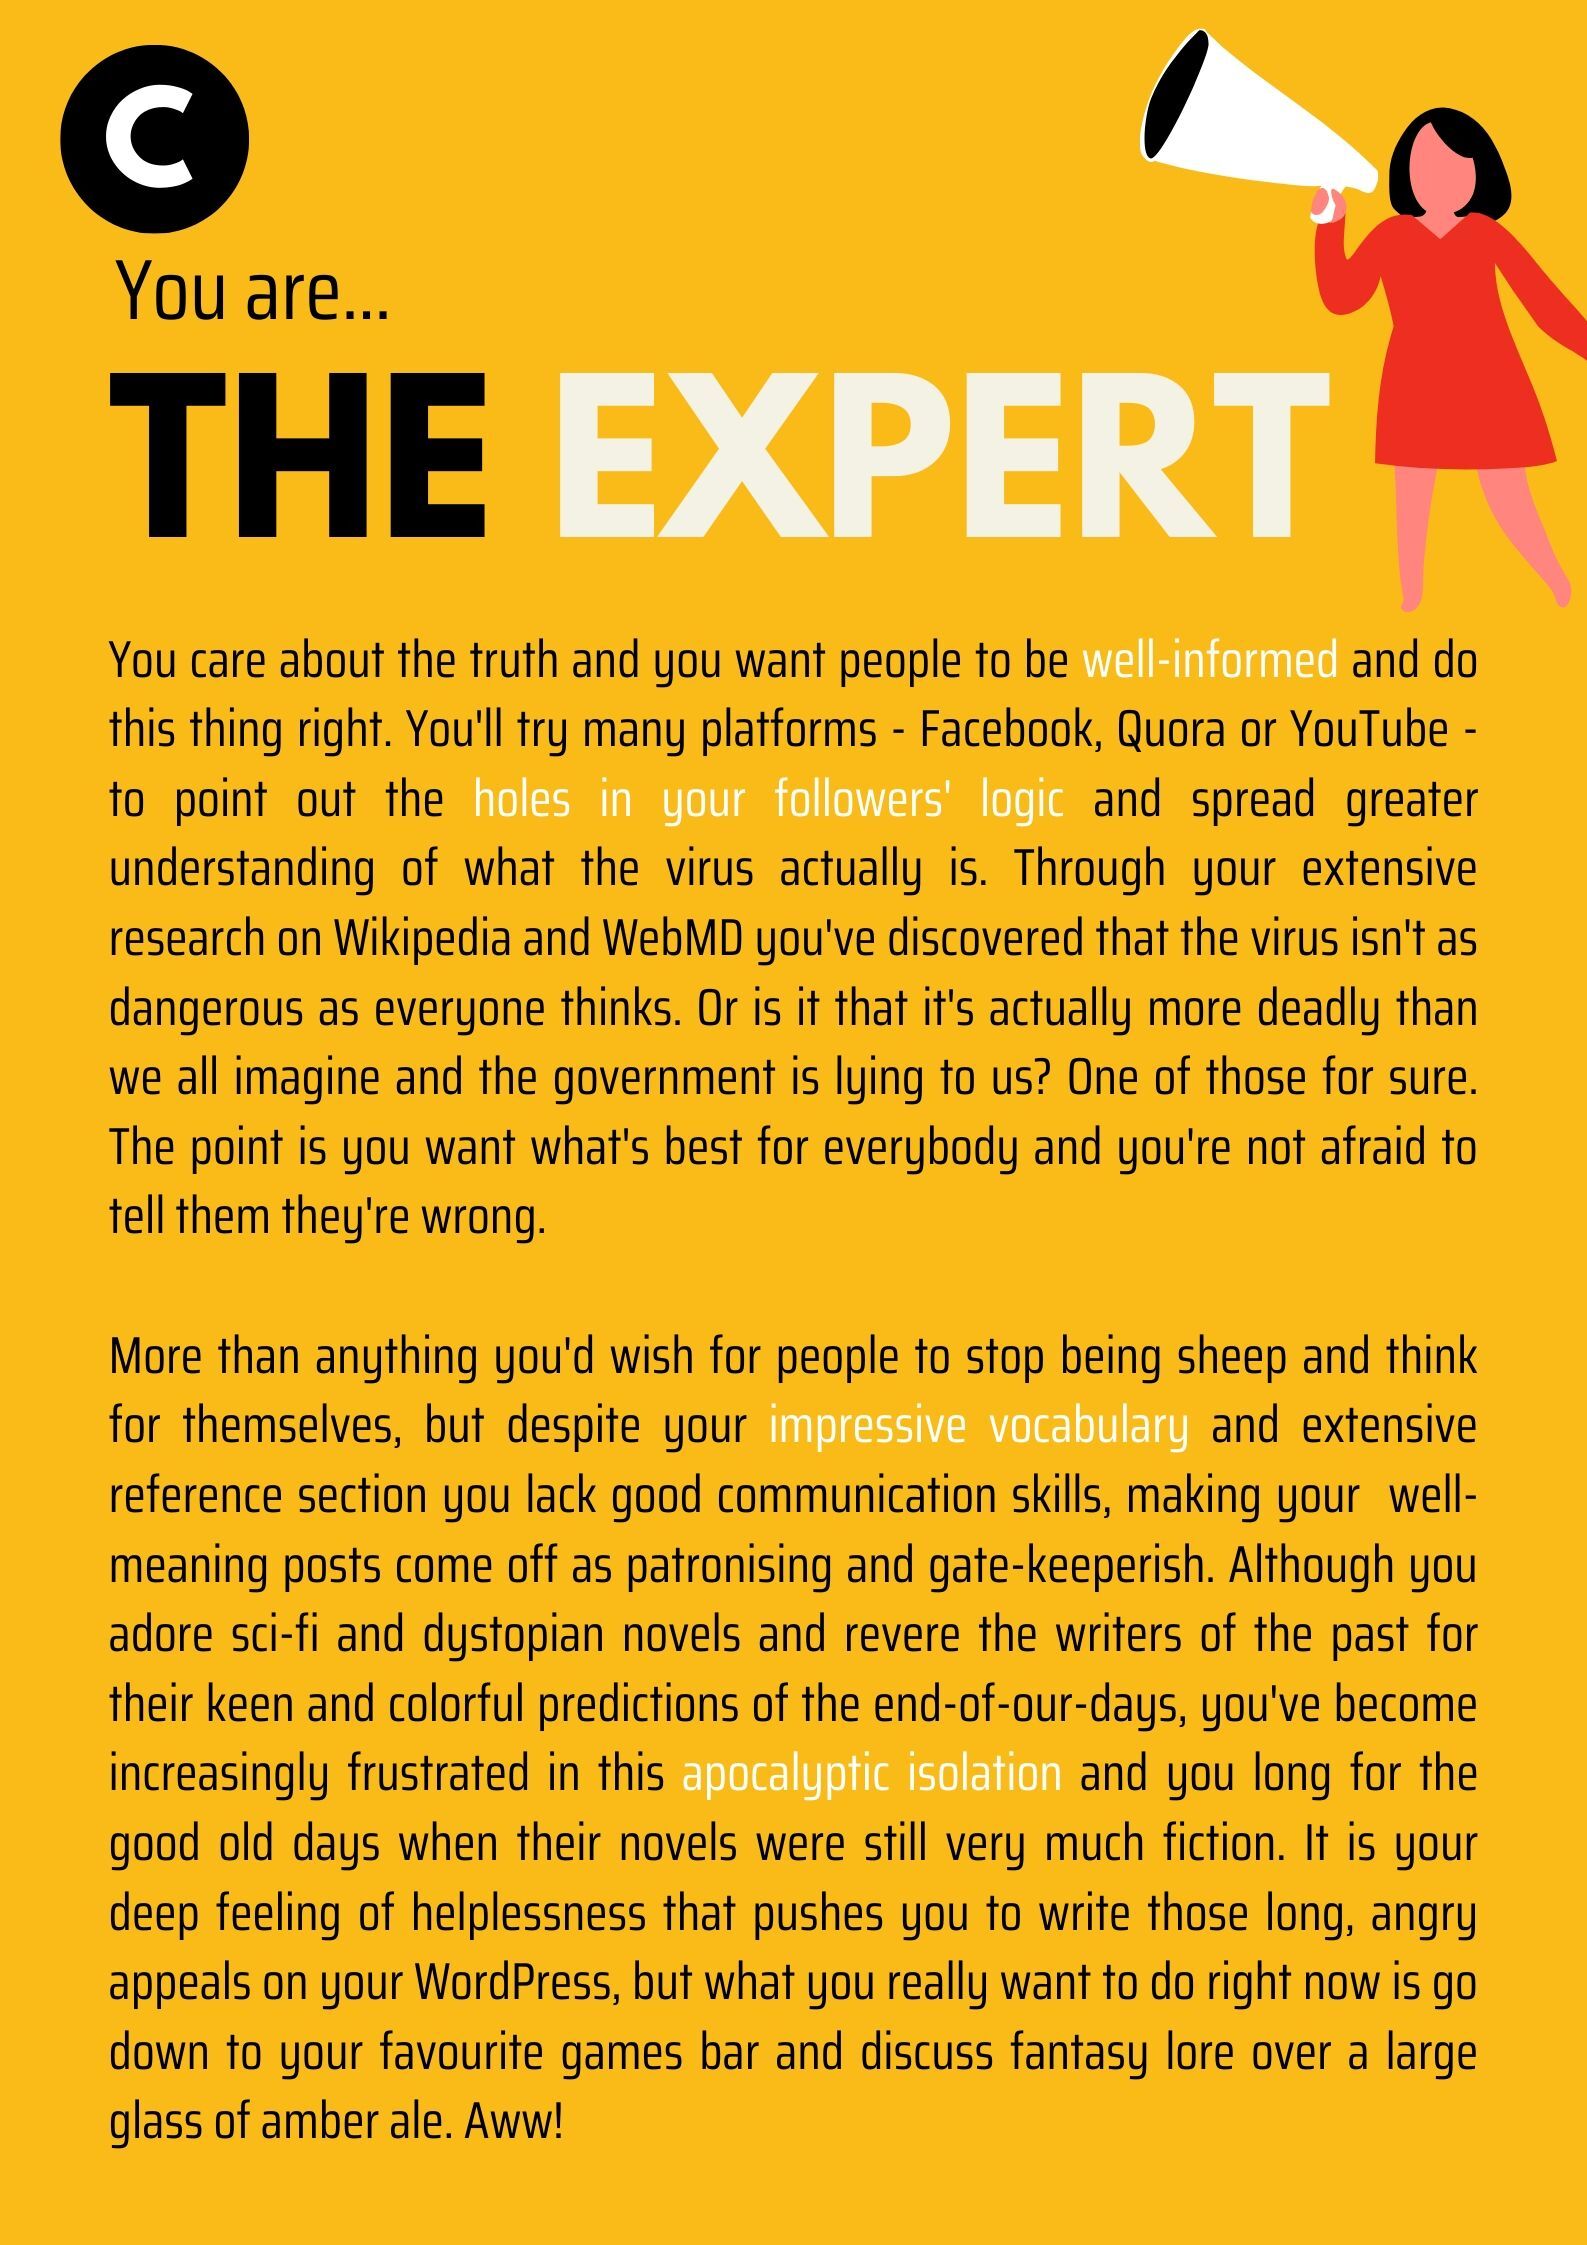 C
You are...
THE EXPERT
You care about the truth and you want people to be well-informed and do
this thing right. You'll try many platforms - Facebook, Quora or YouTube -
to point out the holes in your followers' logic and spread greater
understanding of what the virus actually is. Through your extensive
research on Wikipedia and WebMD you've discovered that the virus isn't as
dangerous as everyone thinks. Or is it that it's actually more deadly than
we all imagine and the government is lying to us? One of those for sure.
The point is you want what's best for everybody and you're not afraid to
tell them they're wrong.
More than anything you'd wish for people to stop being sheep and think
for themselves, but despite your impressive vocabulary and extensive
reference section you lack good communication skills, making your well-
meaning posts come off as patronising and gate-keeperish. Although you
adore sci-fi and dystopian novels and revere the writers of the past for
their keen and colorful predictions of the end-of-our-days, you've become
increasingly frustrated in this apocalyptic isolation and you long for the
good old days when their novels were still very much fiction. It is your
deep feeling of helplessness that pushes you to write those long, angry
appeals on your WordPress, but what you really want to do right now is go
down to your favourite games bar and discuss fantasy lore over a large
glass of amber ale. Aww!